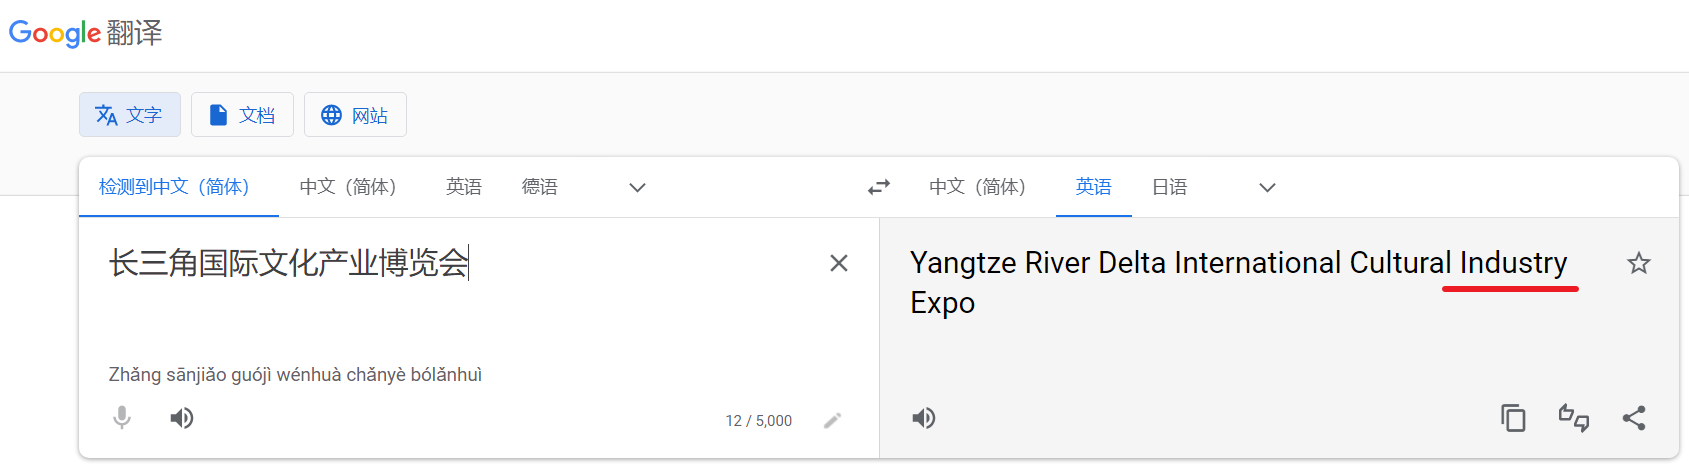 Google 翻译
文字 文档 网站
检测到中文（简体） 中文（简体） 英语 德语 中文（简体） 英语 日语
长三角国际文化产业博览会
Zhǎng sānjiǎo guójì wénhuà chǎnyè bólǎnhuì
12 / 5,000
Yangtze River Delta International Cultural Industry
Expo